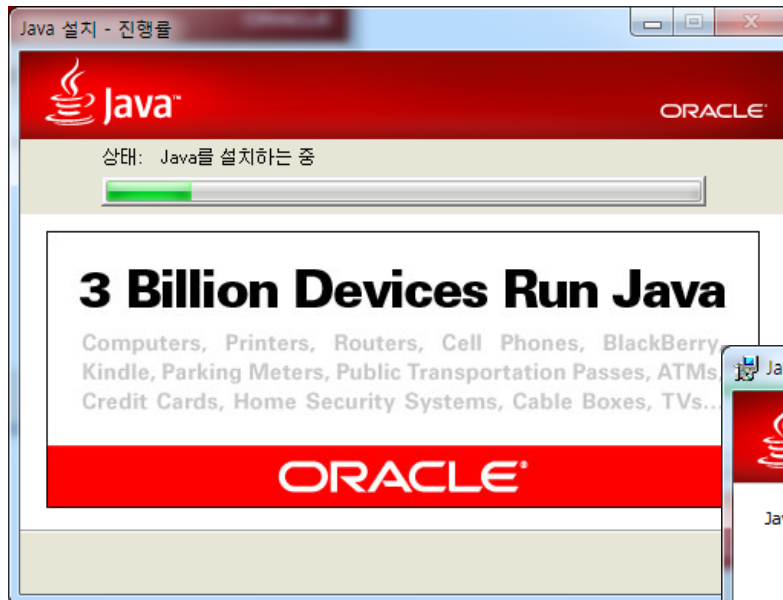 Java 설치 - 진행률
Java™
ORACLE
상태: Java를 설치하는 중
3 Billion Devices Run Java
Computers, Printers, Routers, Cell Phones, BlackBerry,
Kindle, Parking Meters, Public Transportation Passes, ATMs,
Credit Cards, Home Security Systems, Cable Boxes, TVs...
ORACLE®